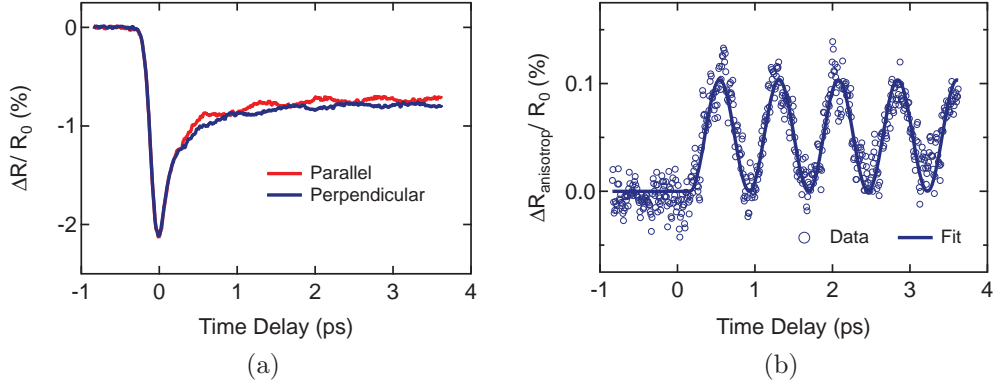 0
-1
-2
ΔR/ R0 (%)
Parallel
Perpendicular
-1 0 1 2 3 4
Time Delay (ps)
(a)
0.1
0.0
ΔRanisotrop/ R0 (%)
Data Fit
-1 0 1 2 3 4
Time Delay (ps)
(b)